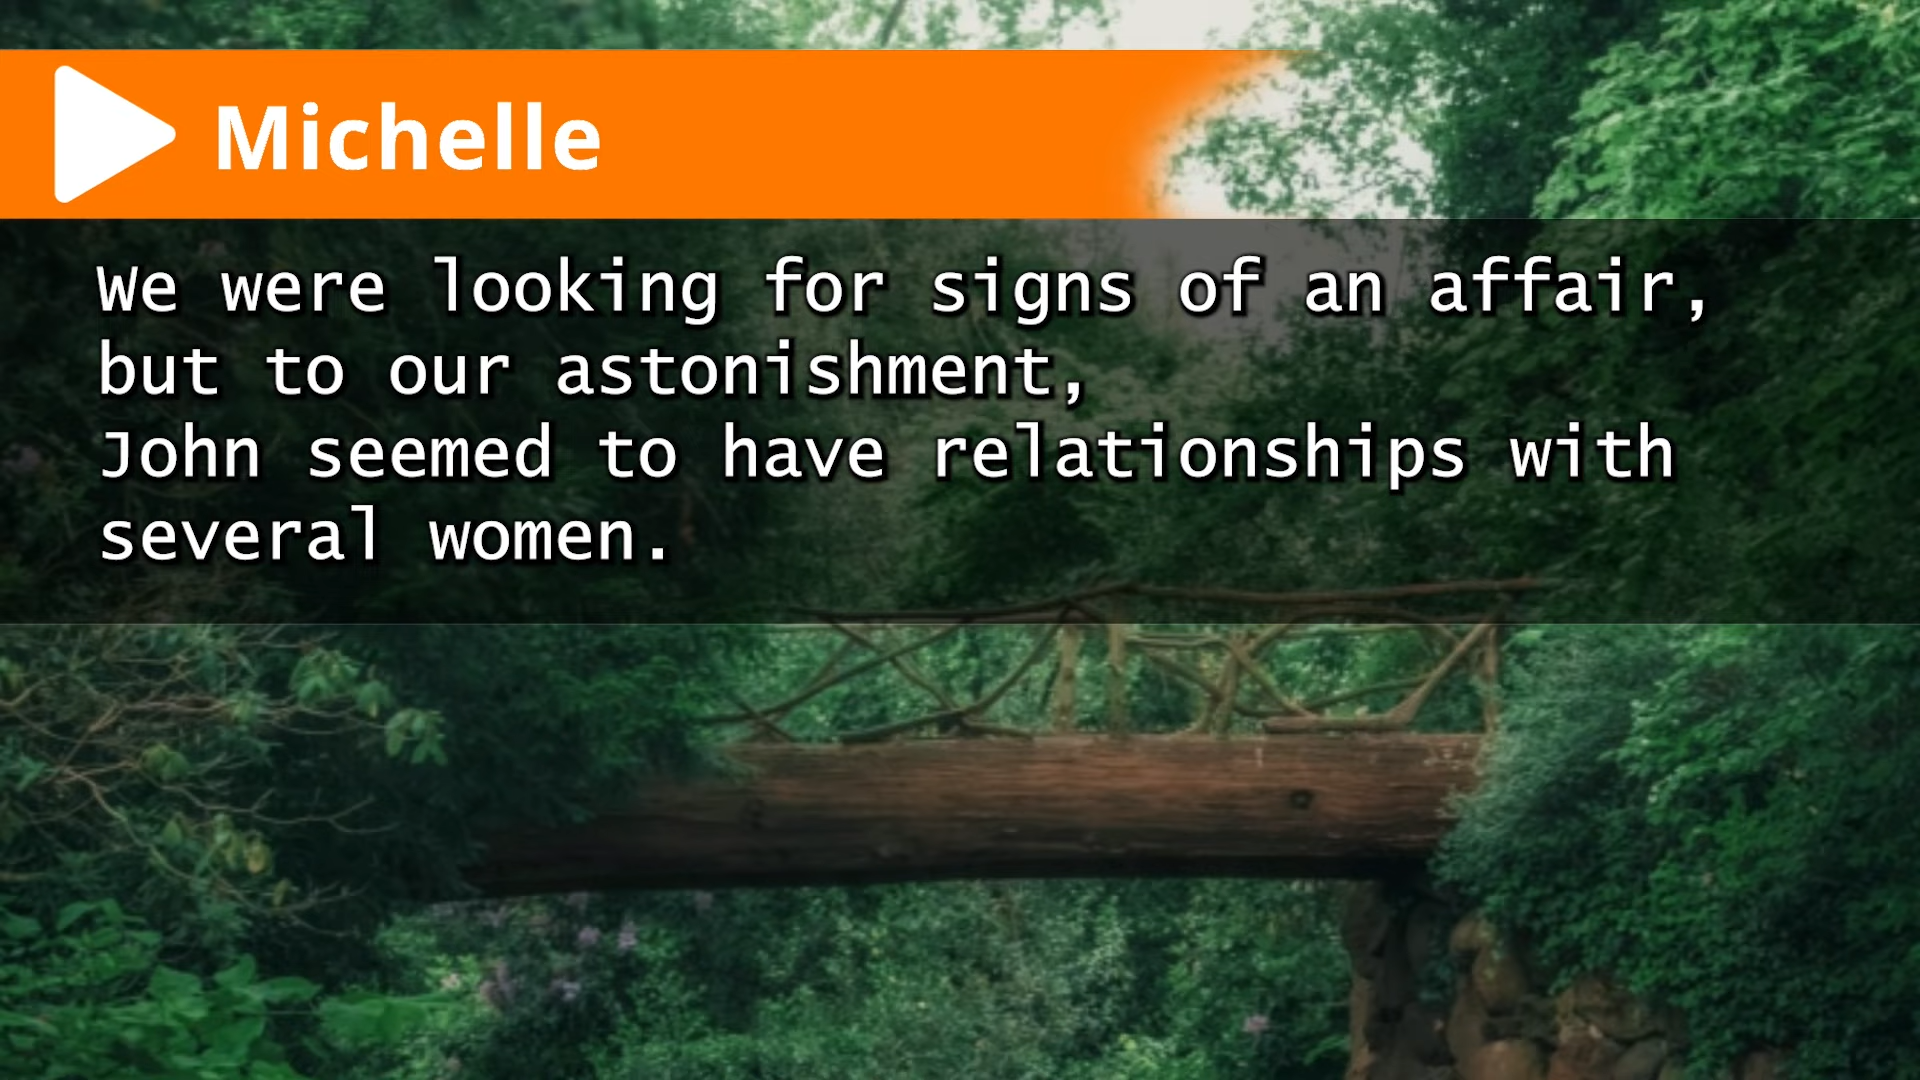 Michelle
We were looking for signs of an affair,
but to our astonishment,
John seemed to have relationships with
several women.